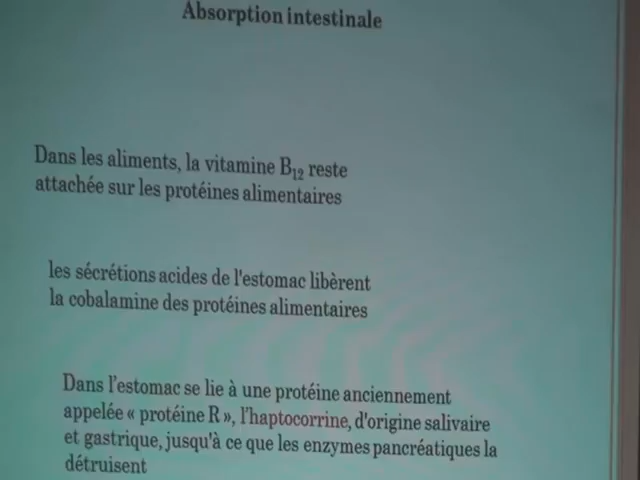 Absorption intestinale
Dans les aliments, la vitamine B₁₂ reste
attachée sur les protéines alimentaires
les sécrétions acides de l'estomac libèrent
la cobalamine des protéines alimentaires
Dans l'estomac se lie à une protéine anciennement
appelée « protéine R », l'haptocorrine, d'origine salivaire
et gastrique, jusqu'à ce que les enzymes pancréatiques la
détruisent